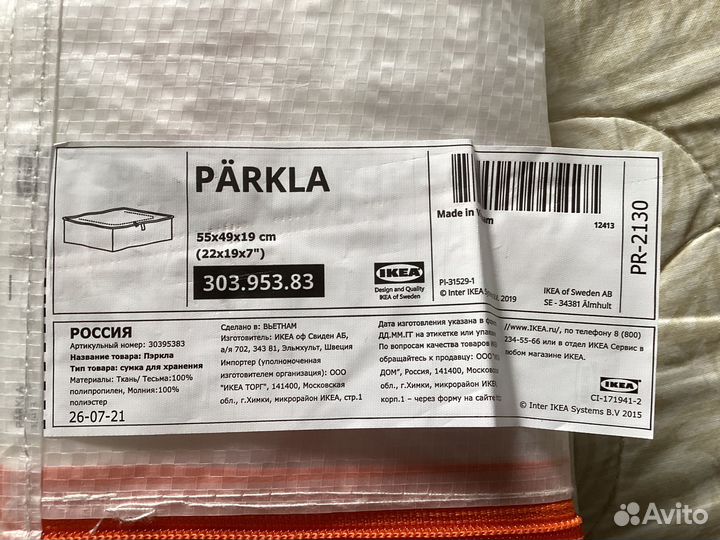 PÄRKLA
55x49x19 cm
(22x19x7")
303.953.83
IKEA
Design and Quality
IKEA of Sweden
Made in
PI-31529-1
© Inter IKEA 2019
12413
IKEA of Sweden AB
SE - 34381 Älmhult
PR-2130
РОССИЯ
Артикульный номер: 30395383
Название товара: Пэркла
Тип товара: сумка для хранения
Материалы: Ткань/ Тесьма:100%
полипропилен, Молния:100%
полиэстер
26-07-21
Сделано в: ВЬЕТНАМ
Изготовитель: ИКЕА оф Свиден АБ,
а/я 702, 343 81, Эльмхульт, Швеция
Импортер (уполномоченная
изготовителем организация): ООО
"ИКЕА ТОРГ", 141400, Московская
обл., г.Химки, микрорайон ИКЕА, стр.1
Дата изготовления указана в
ДД.ММ.ГГ на этикетке или
По вопросам качества товаров
обращайтесь к продавцу: ООО
ДОМ", Россия, 141400, Московская
обл., г.Химки, микрорайон ИКЕА,
корп.1 – через форму на сайте
//www.IKEA.ru/, по телефону 8 (800)
234-55-66 или в отдел ИКЕА Сервис в
любом магазине ИКЕА.
IKEA
CI-171941-2
© Inter IKEA Systems B.V 2015
Avito